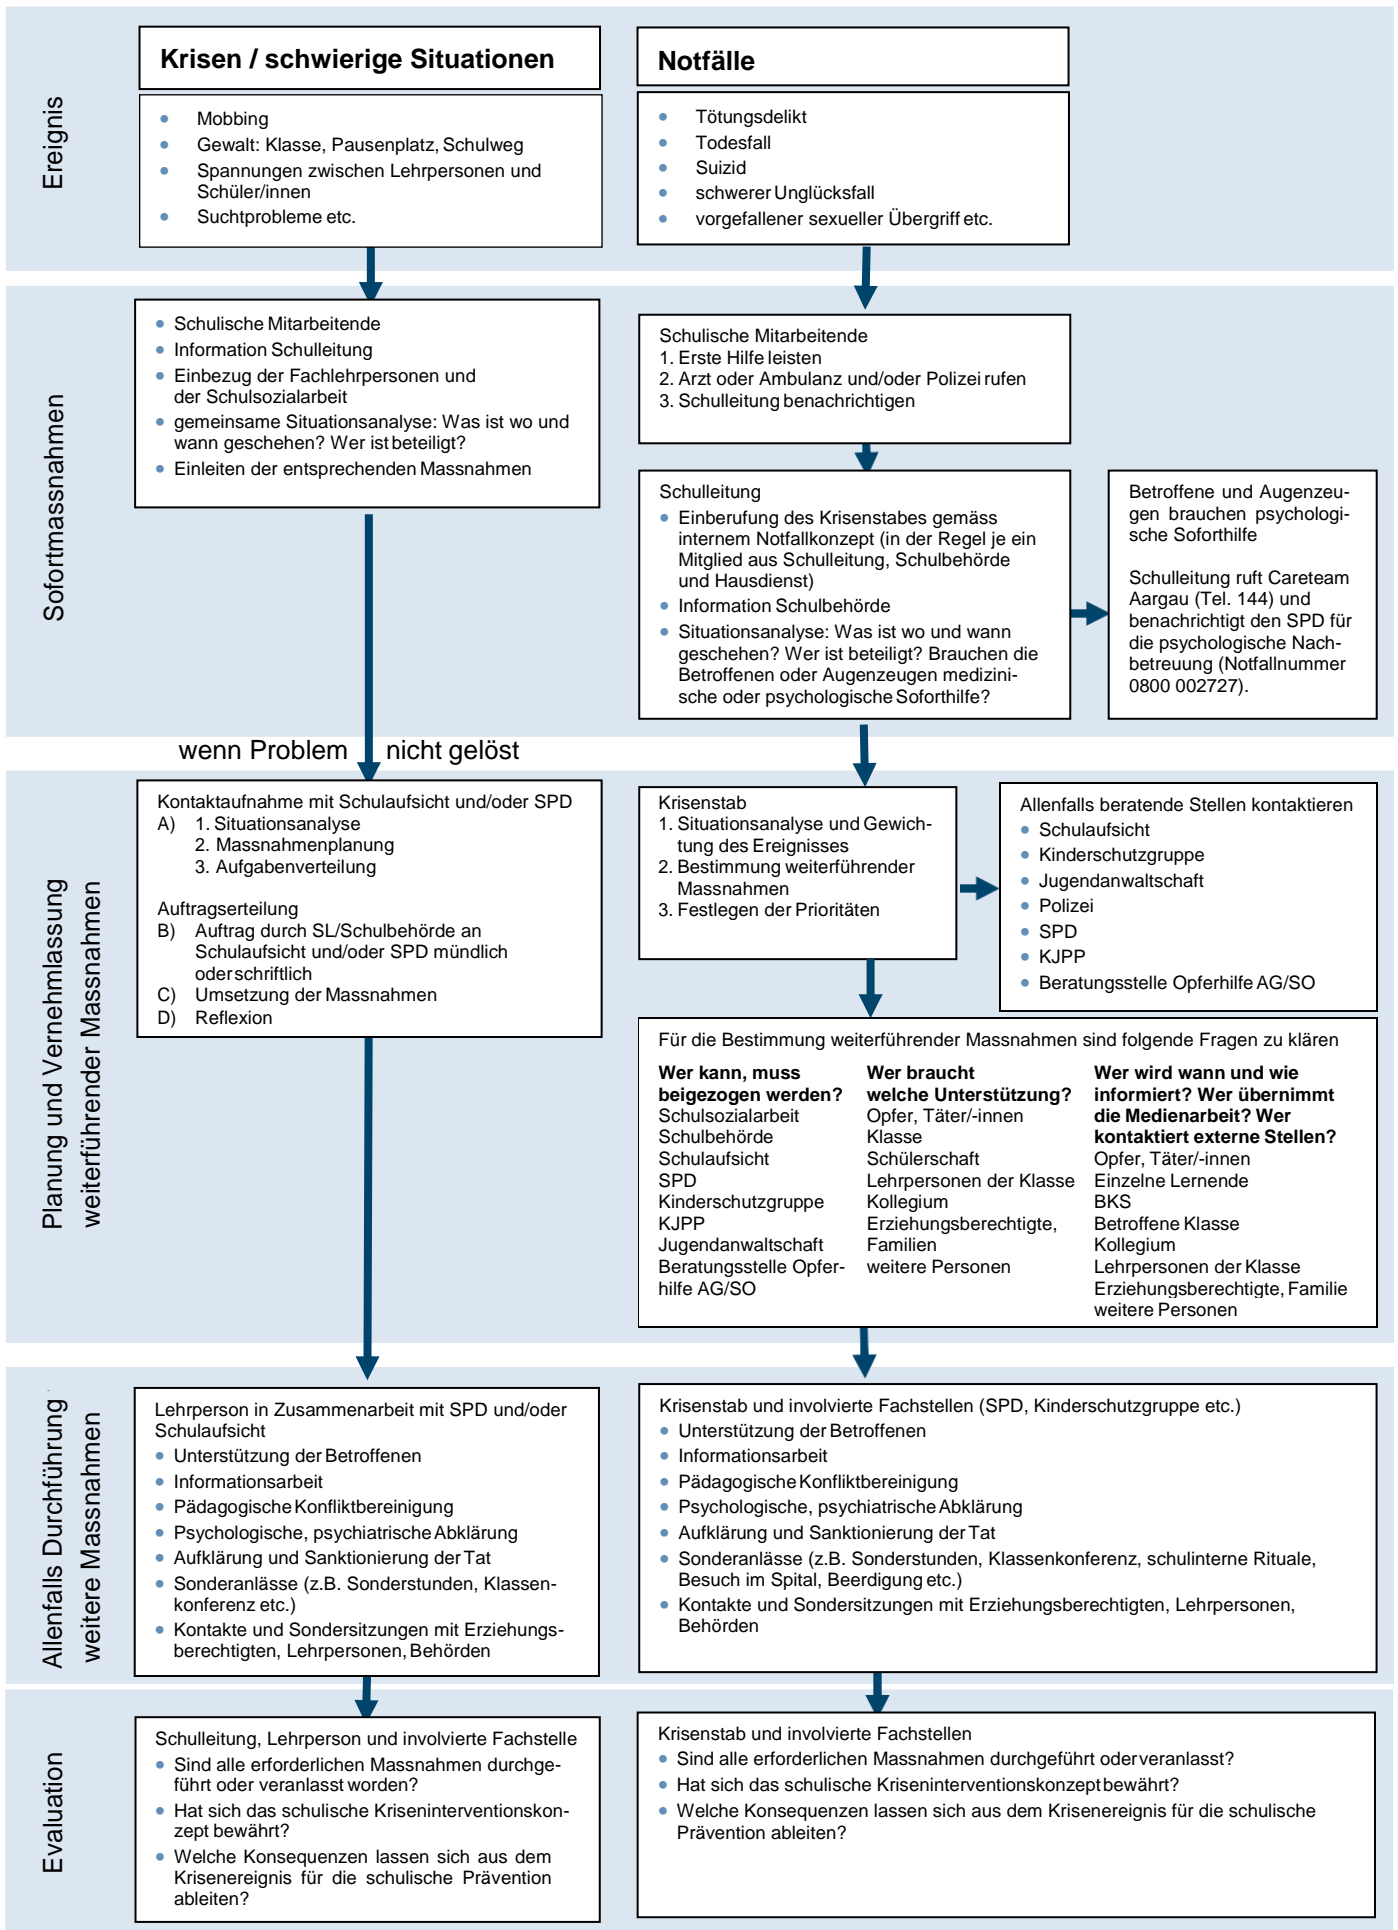 Ereignis
Krisen / schwierige Situationen
Mobbing
Gewalt: Klasse, Pausenplatz, Schulweg
Spannungen zwischen Lehrpersonen und
Schüler/innen
Suchtprobleme etc.
Notfälle
Tötungsdelikt
Todesfall
Suizid
schwerer Unglücksfall
vorgefallener sexueller Übergriff etc.
Sofortmassnahmen
Schulische Mitarbeitende
Information Schulleitung
Einbezug der Fachlehrpersonen und
der Schulsozialarbeit
gemeinsame Situationsanalyse: Was ist wo und
wann geschehen? Wer ist beteiligt?
Einleiten der entsprechenden Massnahmen
Schulische Mitarbeitende
1. Erste Hilfe leisten
2. Arzt oder Ambulanz und/oder Polizei rufen
3. Schulleitung benachrichtigen
Schulleitung
Einberufung des Krisenstabes gemäss
internem Notfallkonzept (in der Regel je ein
Mitglied aus Schulleitung, Schulbehörde
und Hausdienst)
Information Schulbehörde
Situationsanalyse: Was ist wo und wann
geschehen? Wer ist beteiligt? Brauchen die
Betroffenen oder Augenzeugen medizini-
sche oder psychologische Soforthilfe?
Betroffene und Augenzeu-
gen brauchen psychologi-
sche Soforthilfe
Schulleitung ruft Careteam
Aargau (Tel. 144) und
benachrichtigt den SPD für
die psychologische Nach-
betreuung (Notfallnummer
0800 002727).
wenn Problem nicht gelöst
Planung und Vernehmlassung
weiterführender Massnahmen
Kontaktaufnahme mit Schulaufsicht und/oder SPD
A) 1. Situationsanalyse
2. Massnahmenplanung
3. Aufgabenverteilung
Auftragserteilung
B) Auftrag durch SL/Schulbehörde an
Schulaufsicht und/oder SPD mündlich
oder schriftlich
C) Umsetzung der Massnahmen
D) Reflexion
Krisenstab
1. Situationsanalyse und Gewich-
tung des Ereignisses
2. Bestimmung weiterführender
Massnahmen
3. Festlegen der Prioritäten
Allenfalls beratende Stellen kontaktieren
Schulaufsicht
Kinderschutzgruppe
Jugendanwaltschaft
Polizei
SPD
KJPP
Beratungsstelle Opferhilfe AG/SO
Für die Bestimmung weiterführender Massnahmen sind folgende Fragen zu klären
Wer kann, muss
beigezogen werden?
Schulsozialarbeit
Schulbehörde
Schulaufsicht
SPD
Kinderschutzgruppe
KJPP
Jugendanwaltschaft
Beratungsstelle Opfer-
hilfe AG/SO
Wer braucht
welche Unterstützung?
Opfer, Täter/-innen
Klasse
Schülerschaft
Lehrpersonen der Klasse
Kollegium
Erziehungsberechtigte,
Familien
weitere Personen
Wer wird wann und wie
informiert? Wer übernimmt
die Medienarbeit? Wer
kontaktiert externe Stellen?
Opfer, Täter/-innen
Einzelne Lernende
BKS
Betroffene Klasse
Kollegium
Lehrpersonen der Klasse
Erziehungsberechtigte, Familie
weitere Personen
Allenfalls Durchführung
weitere Massnahmen
Lehrperson in Zusammenarbeit mit SPD und/oder
Schulaufsicht
Unterstützung der Betroffenen
Informationsarbeit
Pädagogische Konfliktbereinigung
Psychologische, psychiatrische Abklärung
Aufklärung und Sanktionierung der Tat
Sonderanlässe (z.B. Sonderstunden, Klassen-
konferenz etc.)
Kontakte und Sondersitzungen mit Erziehungs-
berechtigten, Lehrpersonen, Behörden
Krisenstab und involvierte Fachstellen (SPD, Kinderschutzgruppe etc.)
Unterstützung der Betroffenen
Informationsarbeit
Pädagogische Konfliktbereinigung
Psychologische, psychiatrische Abklärung
Aufklärung und Sanktionierung der Tat
Sonderanlässe (z.B. Sonderstunden, Klassenkonferenz, schulinterne Rituale,
Besuch im Spital, Beerdigung etc.)
Kontakte und Sondersitzungen mit Erziehungsberechtigten, Lehrpersonen,
Behörden
Evaluation
Schulleitung, Lehrperson und involvierte Fachstelle
Sind alle erforderlichen Massnahmen durchge-
führt oder veranlasst worden?
Hat sich das schulische Kriseninterventionskon-
zept bewährt?
Welche Konsequenzen lassen sich aus dem
Krisenereignis für die schulische Prävention
ableiten?
Krisenstab und involvierte Fachstellen
Sind alle erforderlichen Massnahmen durchgeführt oder veranlasst?
Hat sich das schulische Kriseninterventionskonzept bewährt?
Welche Konsequenzen lassen sich aus dem Krisenereignis für die schulische
Prävention ableiten?